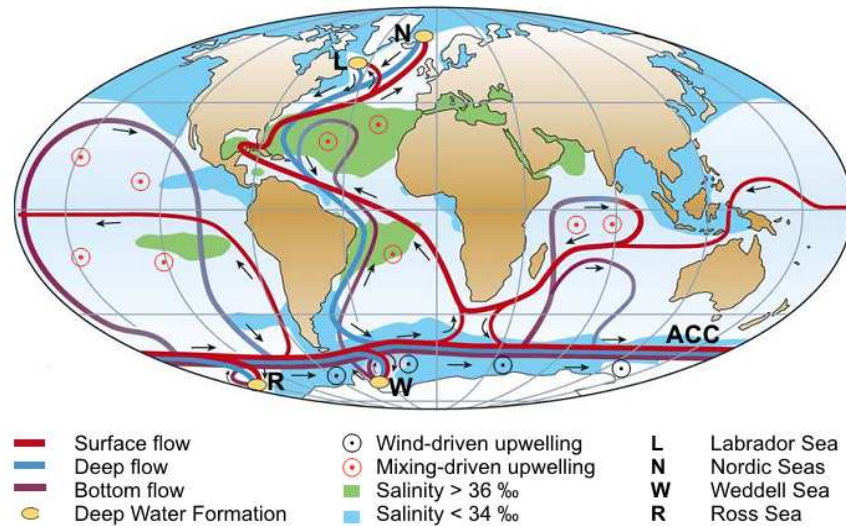 N
L
ACC
R
W
Surface flow
Deep flow
Bottom flow
Deep Water Formation
Wind-driven upwelling
Mixing-driven upwelling
Salinity > 36 ‰
Salinity < 34 ‰
L Labrador Sea
N Nordic Seas
W Weddell Sea
R Ross Sea